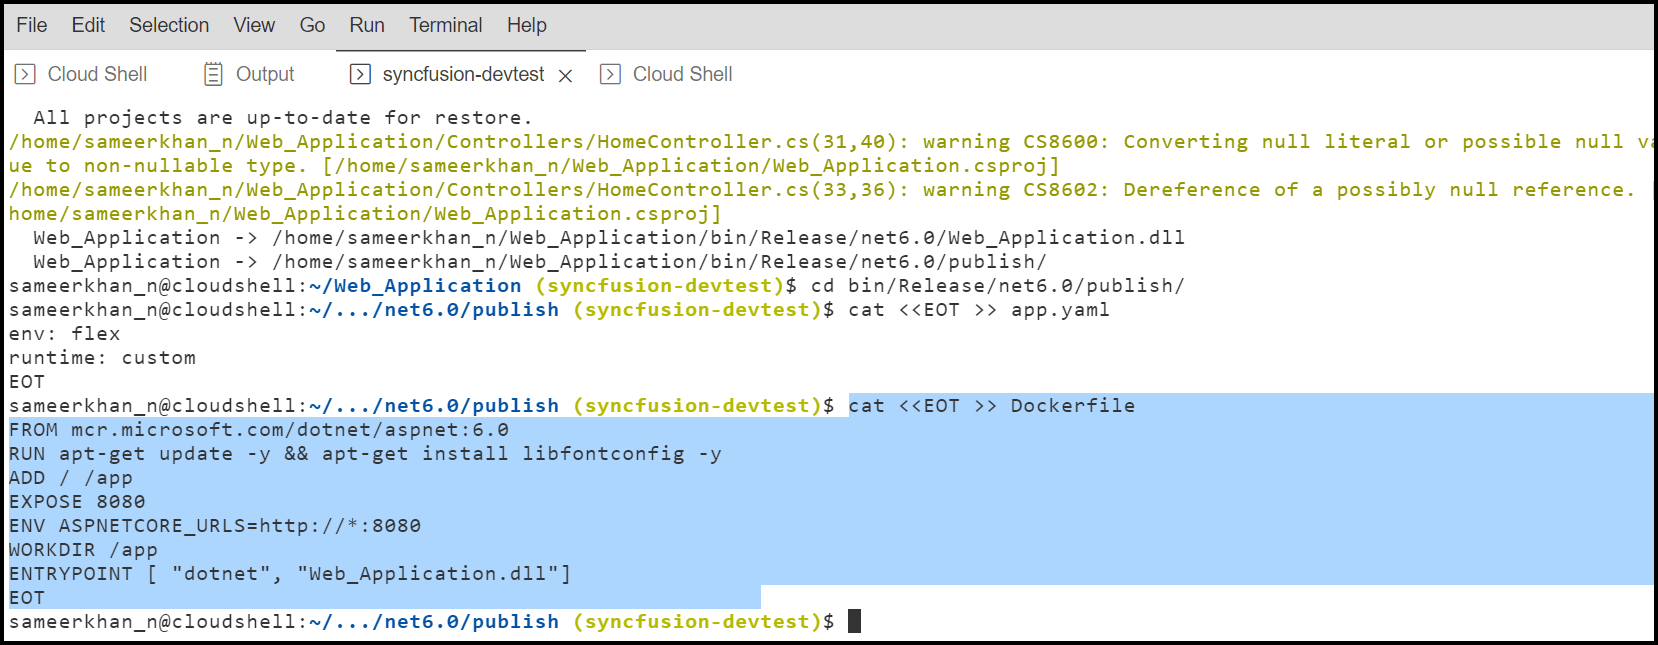 File Edit Selection View Go Run Terminal Help
Cloud Shell Output syncfusion-devtest Cloud Shell
All projects are up-to-date for restore.
/home/sameerkhan_n/Web_Application/Controllers/HomeController.cs(31,40): warning CS8600: Converting null literal or possible null va
ue to non-nullable type. [/home/sameerkhan_n/Web_Application/Web_Application.csproj]
/home/sameerkhan_n/Web_Application/Controllers/HomeController.cs(33,36): warning CS8602: Dereference of a possibly null reference.
home/sameerkhan_n/Web_Application/Web_Application.csproj]
Web_Application -> /home/sameerkhan_n/Web_Application/bin/Release/net6.0/Web_Application.dll
Web_Application -> /home/sameerkhan_n/Web_Application/bin/Release/net6.0/publish/
sameerkhan_n@cloudshell:~/Web_Application (syncfusion-devtest)$ cd bin/Release/net6.0/publish/
sameerkhan_n@cloudshell:~/.../net6.0/publish (syncfusion-devtest)$ cat <<EOT >> app.yaml
env: flex
runtime: custom
EOT
sameerkhan_n@cloudshell:~/.../net6.0/publish (syncfusion-devtest)$ cat <<EOT >> Dockerfile
FROM mcr.microsoft.com/dotnet/aspnet:6.0
RUN apt-get update -y && apt-get install libfontconfig -y
ADD / /app
EXPOSE 8080
ENV ASPNETCORE_URLS=http://*:8080
WORKDIR /app
ENTRYPOINT [ "dotnet", "Web_Application.dll"]
EOT
sameerkhan_n@cloudshell:~/.../net6.0/publish (syncfusion-devtest)$